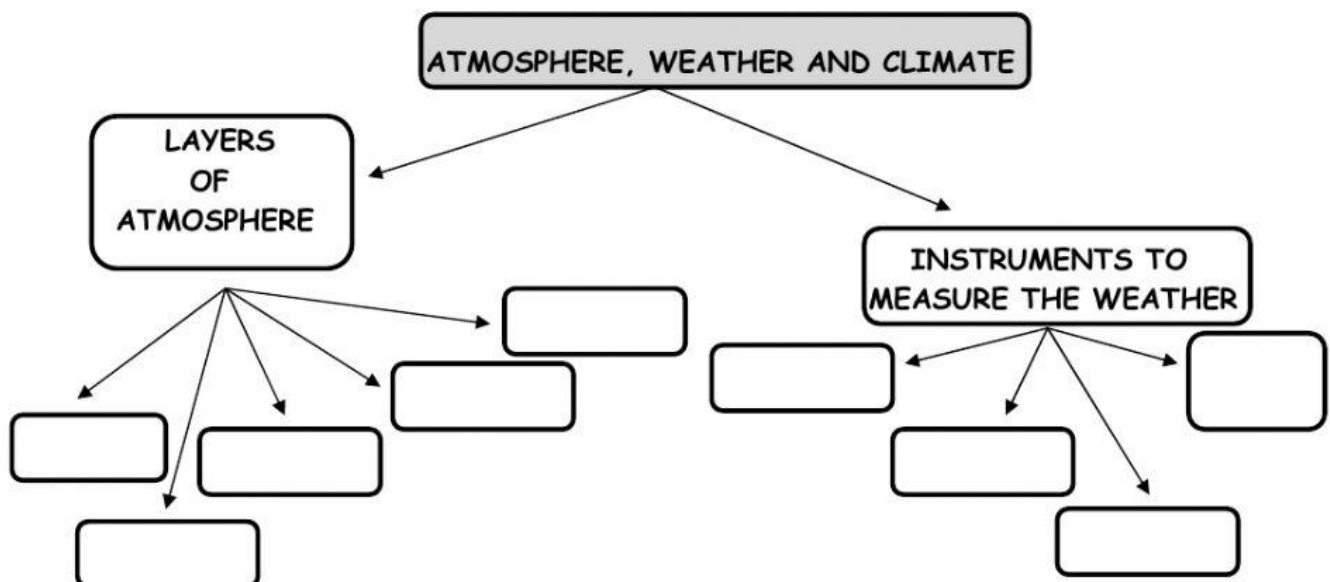 ATMOSPHERE, WEATHER AND CLIMATE
LAYERS
OF
ATMOSPHERE
INSTRUMENTS TO
MEASURE THE WEATHER